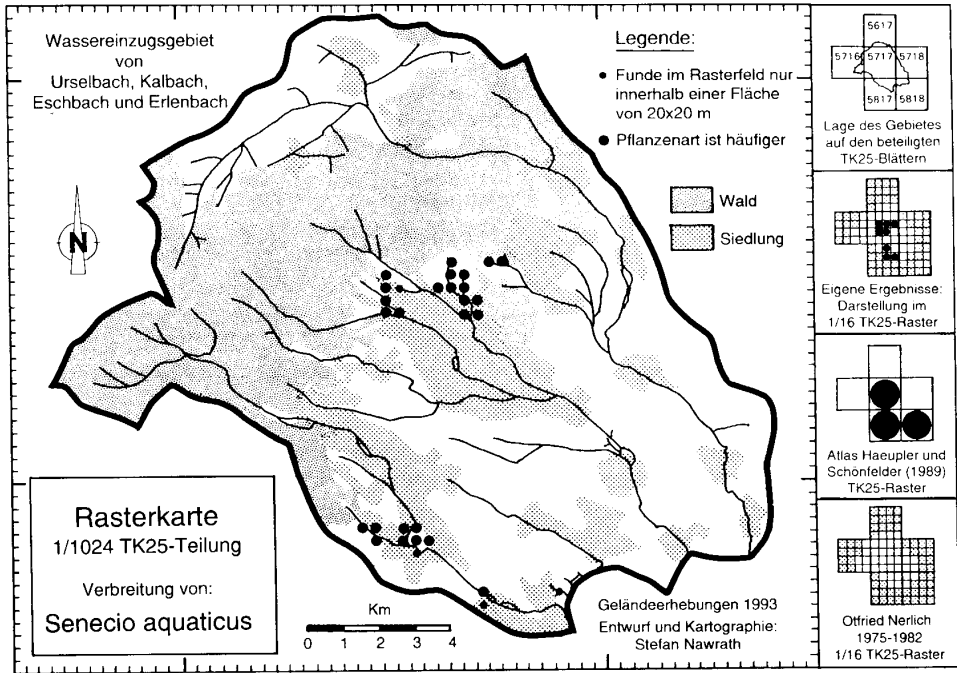 Wassereinzugsgebiet
von
Urselbach, Kalbach,
Eschbach und Erlenbach
Legende:
Funde im Rasterfeld nur
innerhalb einer Fläche
von 20x20 m
Pflanzenart ist häufiger
Wald
Siedlung
N
Rasterkarte
1/1024 TK25-Teilung
Verbreitung von:
Senecio aquaticus
Km
0 1 2 3 4
Geländeerhebungen 1993
Entwurf und Kartographie:
Stefan Nawrath
5617
5716 5717 5718
5817 5818
Lage des Gebietes
auf den beteiligten
TK25-Blättern
Eigene Ergebnisse:
Darstellung im
1/16 TK25-Raster
Atlas Haeupler und
Schönfelder (1989)
TK25-Raster
Otfried Nerlich
1975-1982
1/16 TK25-Raster